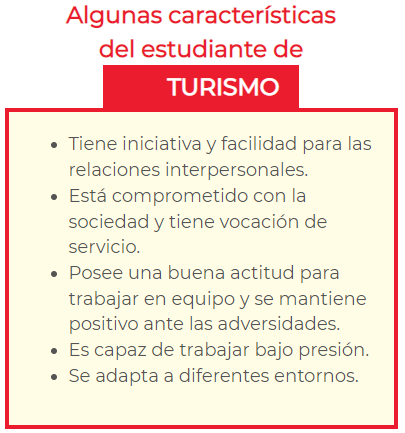 Algunas características
del estudiante de
TURISMO
• Tiene iniciativa y facilidad para las
relaciones interpersonales.
• Está comprometido con la
sociedad y tiene vocación de
servicio.
• Posee una buena actitud para
trabajar en equipo y se mantiene
positivo ante las adversidades.
• Es capaz de trabajar bajo presión.
• Se adapta a diferentes entornos.